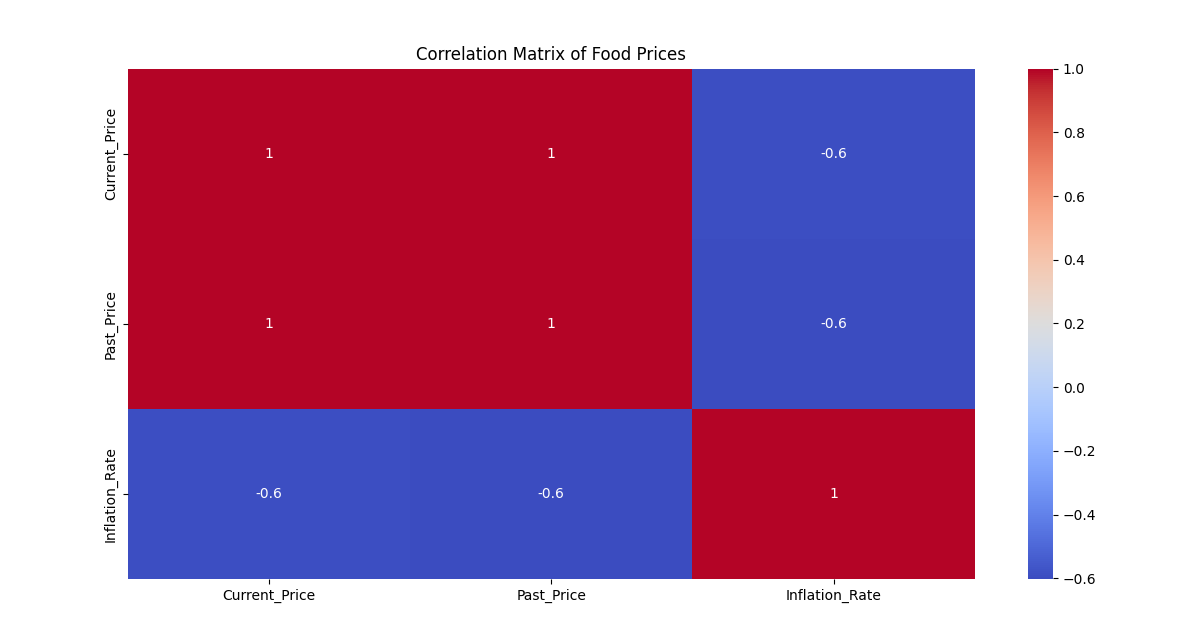 Correlation Matrix of Food Prices
Current_Price
1
1
-0.6
Past_Price
1
1
-0.6
Inflation_Rate
-0.6
-0.6
1
Current_Price
Past_Price
Inflation_Rate
1.0
0.8
0.6
0.4
0.2
0.0
−0.2
−0.4
−0.6